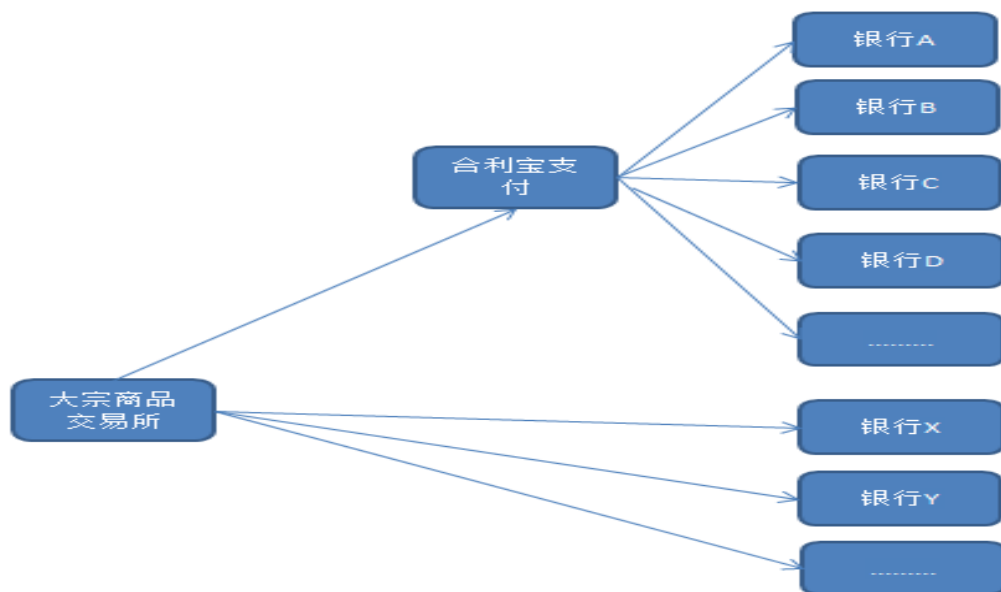 银行A
银行B
合利宝支
付
银行C
银行D
..........
大宗商品
交易所
银行X
银行Y
..........